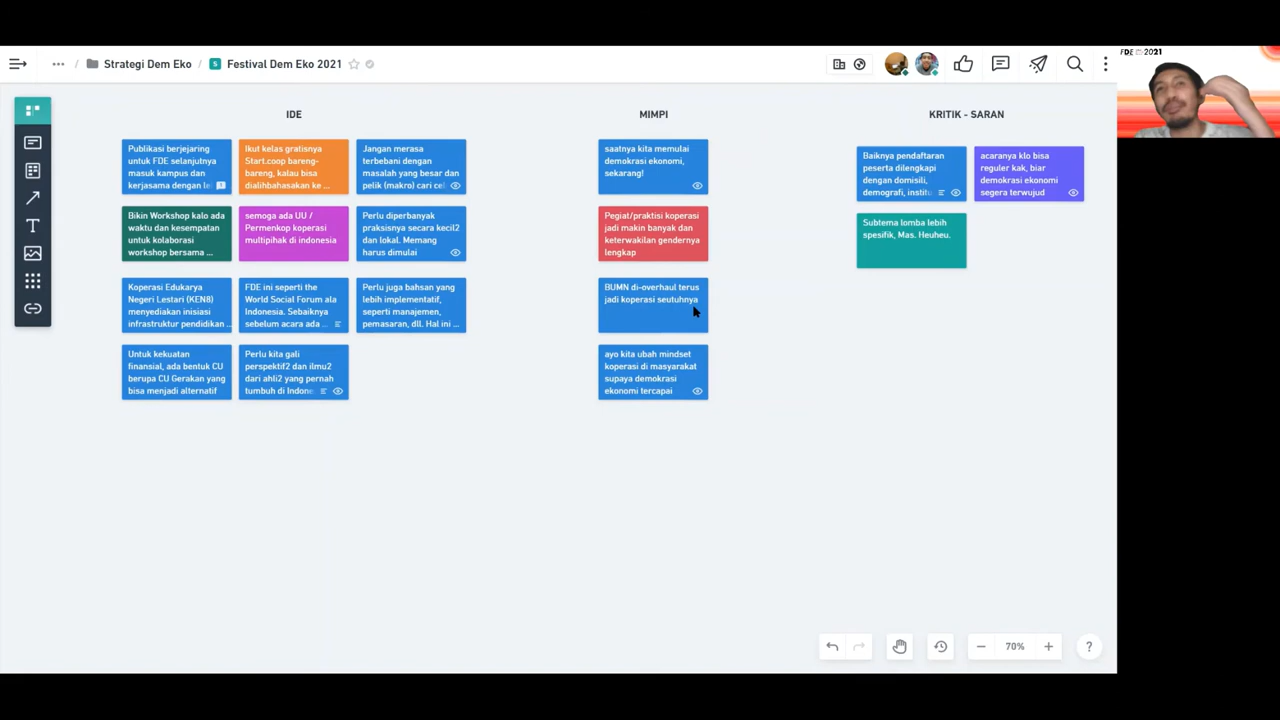 FDE 2021
Strategi Dem Eko / S Festival Dem Eko 2021
IDE
MIMPI
KRITIK - SARAN
Publikasi berjejaring
untuk FDE selanjutnya
masuk kampus dan
kerjasama dengan le
Ikut kelas gratisnya
Start.coop bareng-
bareng, kalau bisa
dialihbahasakan ke ...
Jangan merasa
terbebani dengan
masalah yang besar dan
pelik (makro) cari cel
Bikin Workshop kalo ada
waktu dan kesempatan
untuk kolaborasi
workshop bersama ...
semoga ada UU /
Permenkop koperasi
multipihak di indonesia
Perlu diperbanyak
praksisnya secara kecil2
dan lokal. Memang
harus dimulai
Koperasi Edukarya
Negeri Lestari (KEN8)
menyediakan inisiasi
infrastruktur pendidikan ...
FDE ini seperti the
World Social Forum ala
Indonesia. Sebaiknya
sebelum acara ada ...
Perlu juga bahsan yang
lebih implementatif,
seperti manajemen,
pemasaran, dll. Hal ini ...
Untuk kekuatan
finansial, ada bentuk CU
berupa CU Gerakan yang
bisa menjadi alternatif
Perlu kita gali
perspektif2 dan ilmu2
dari ahli2 yang pernah
tumbuh di Indone
saatnya kita memulai
demokrasi ekonomi,
sekarang!
Pegiat/praktisi koperasi
jadi makin banyak dan
keterwakilan gendernya
lengkap
BUMN di-overhaul terus
jadi koperasi seutuhnya
ayo kita ubah mindset
koperasi di masyarakat
supaya demokrasi
ekonomi tercapai
Baiknya pendaftaran
peserta dilengkapi
dengan domisili,
demografi, institu
acaranya klo bisa
reguler kak, biar
demokrasi ekonomi
segera terwujud
Subtema lomba lebih
spesifik, Mas. Heuheu.
70%